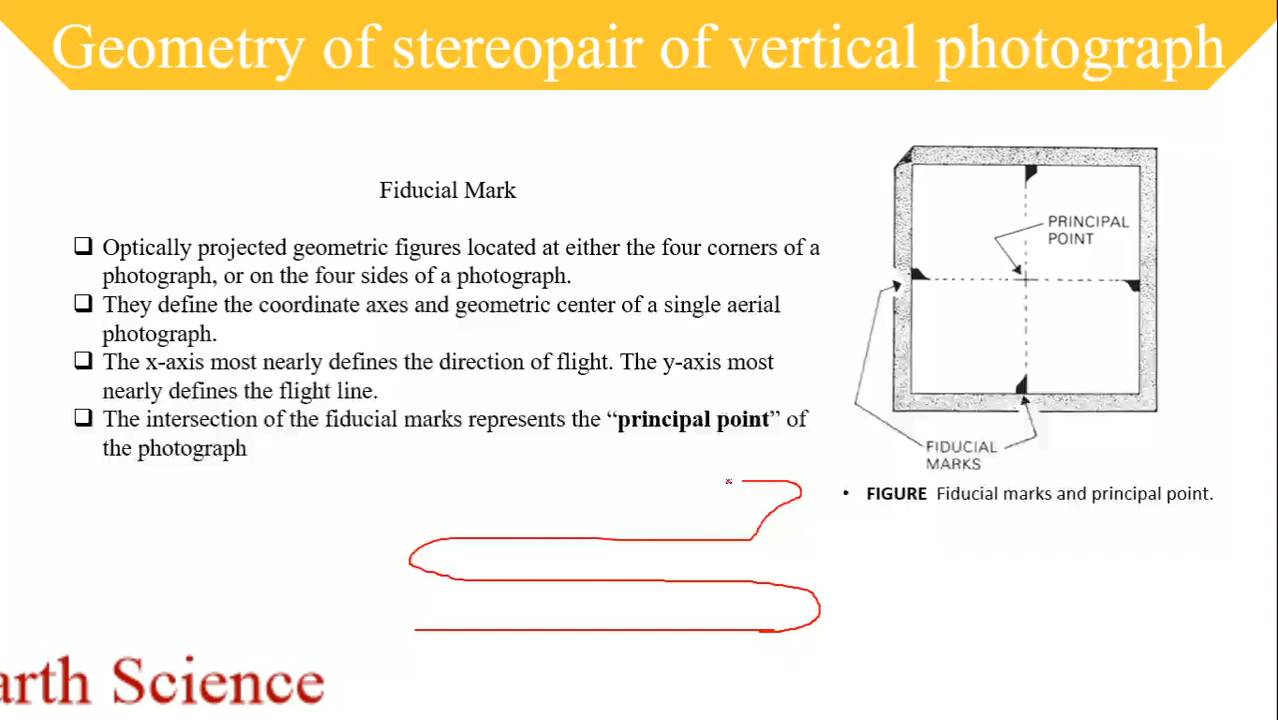 Geometry of stereopair of vertical photograph
Fiducial Mark
❑ Optically projected geometric figures located at either the four corners of a
photograph, or on the four sides of a photograph.
❑ They define the coordinate axes and geometric center of a single aerial
photograph.
❑ The x-axis most nearly defines the direction of flight. The y-axis most
nearly defines the flight line.
❑ The intersection of the fiducial marks represents the “principal point” of
the photograph
PRINCIPAL
POINT
FIDUCIAL
MARKS
• FIGURE Fiducial marks and principal point.
arth Science